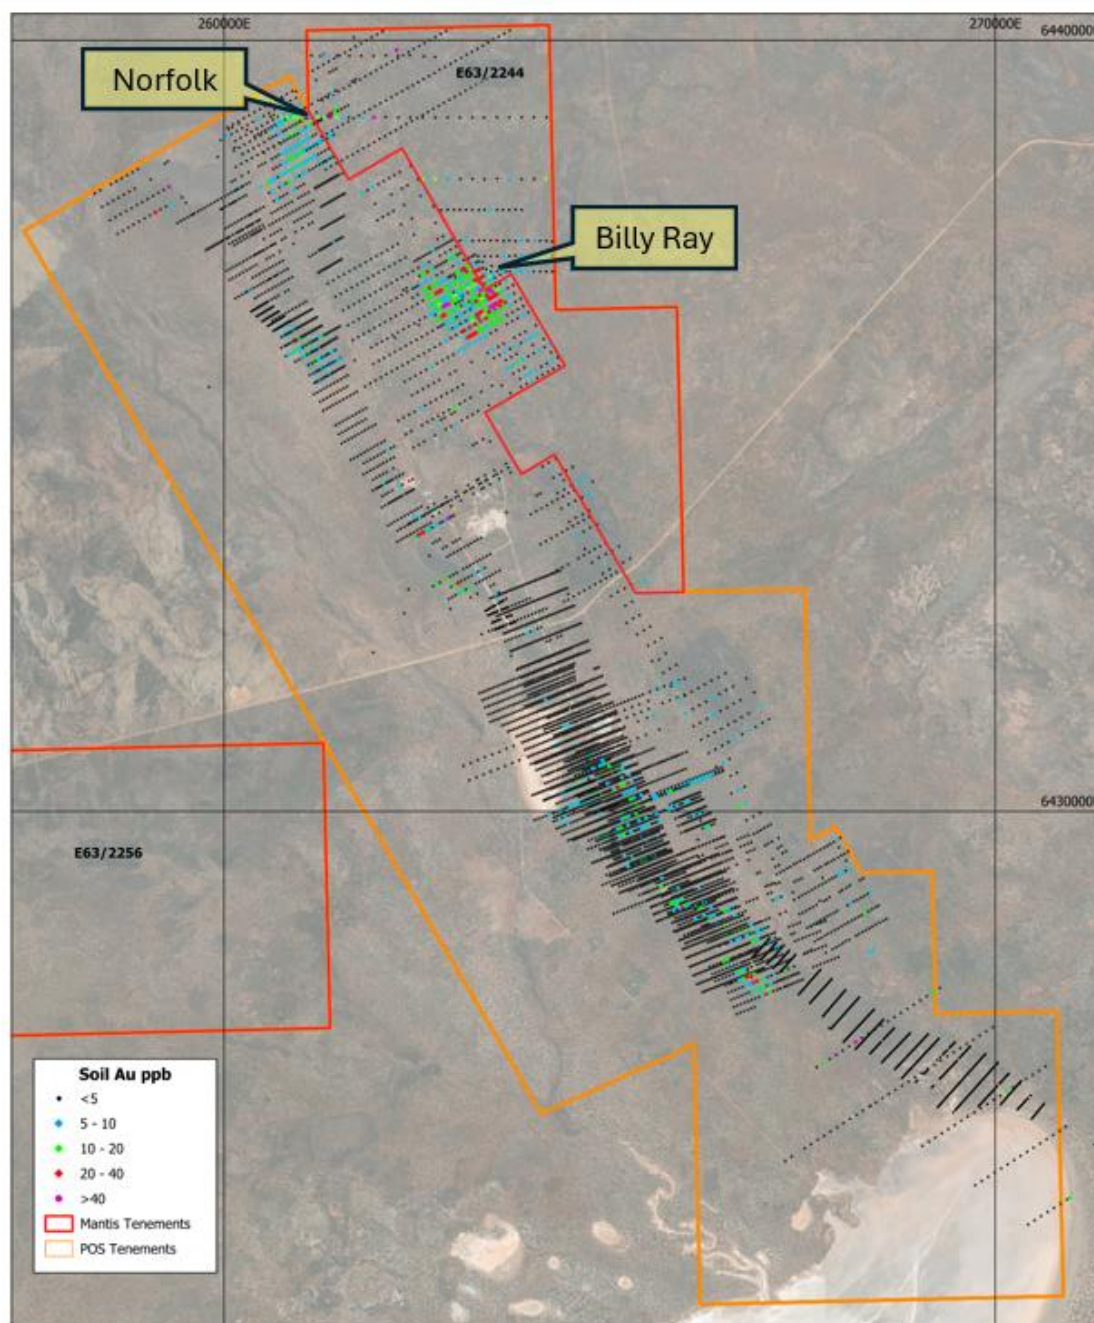 260000E
270000E
6440000
E63/2244
Norfolk
Billy Ray
6430000
E63/2256
Soil Au ppb
<5
5 - 10
10 - 20
20 - 40
>40
Mantis Tenements
POS Tenements